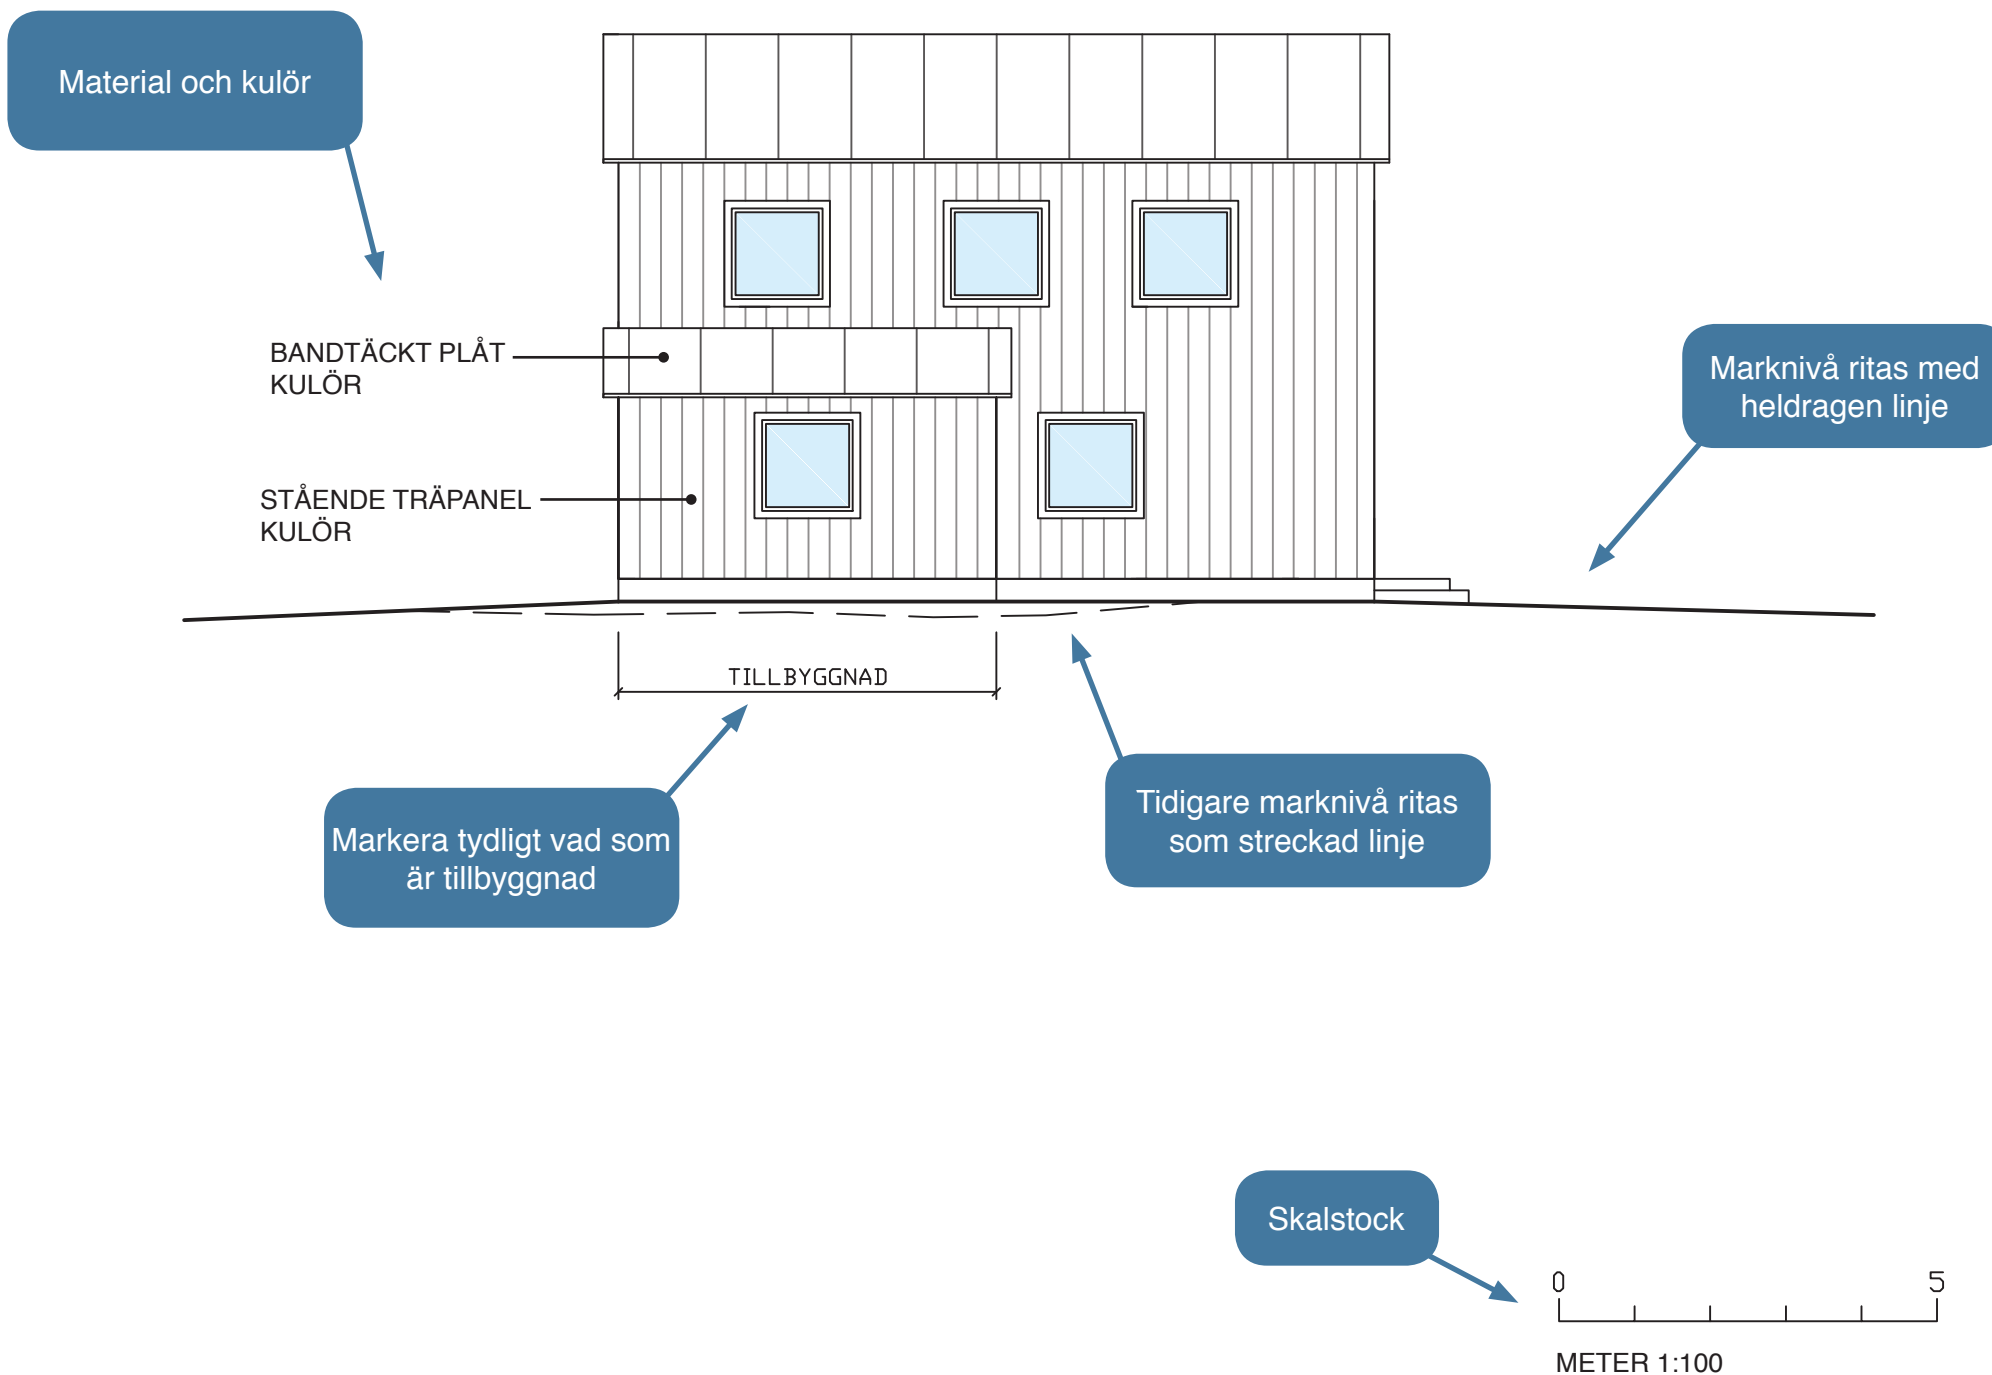 Material och kulör
BANDTÄCKT PLÅT
KULÖR
Marknivå ritas med
heldragen linje
STÅENDE TRÄPANEL
KULÖR
TILLBYGGNAD
Tidigare marknivå ritas
som streckad linje
Markera tydligt vad som
är tillbyggnad
Skalstock
0 5
METER 1:100